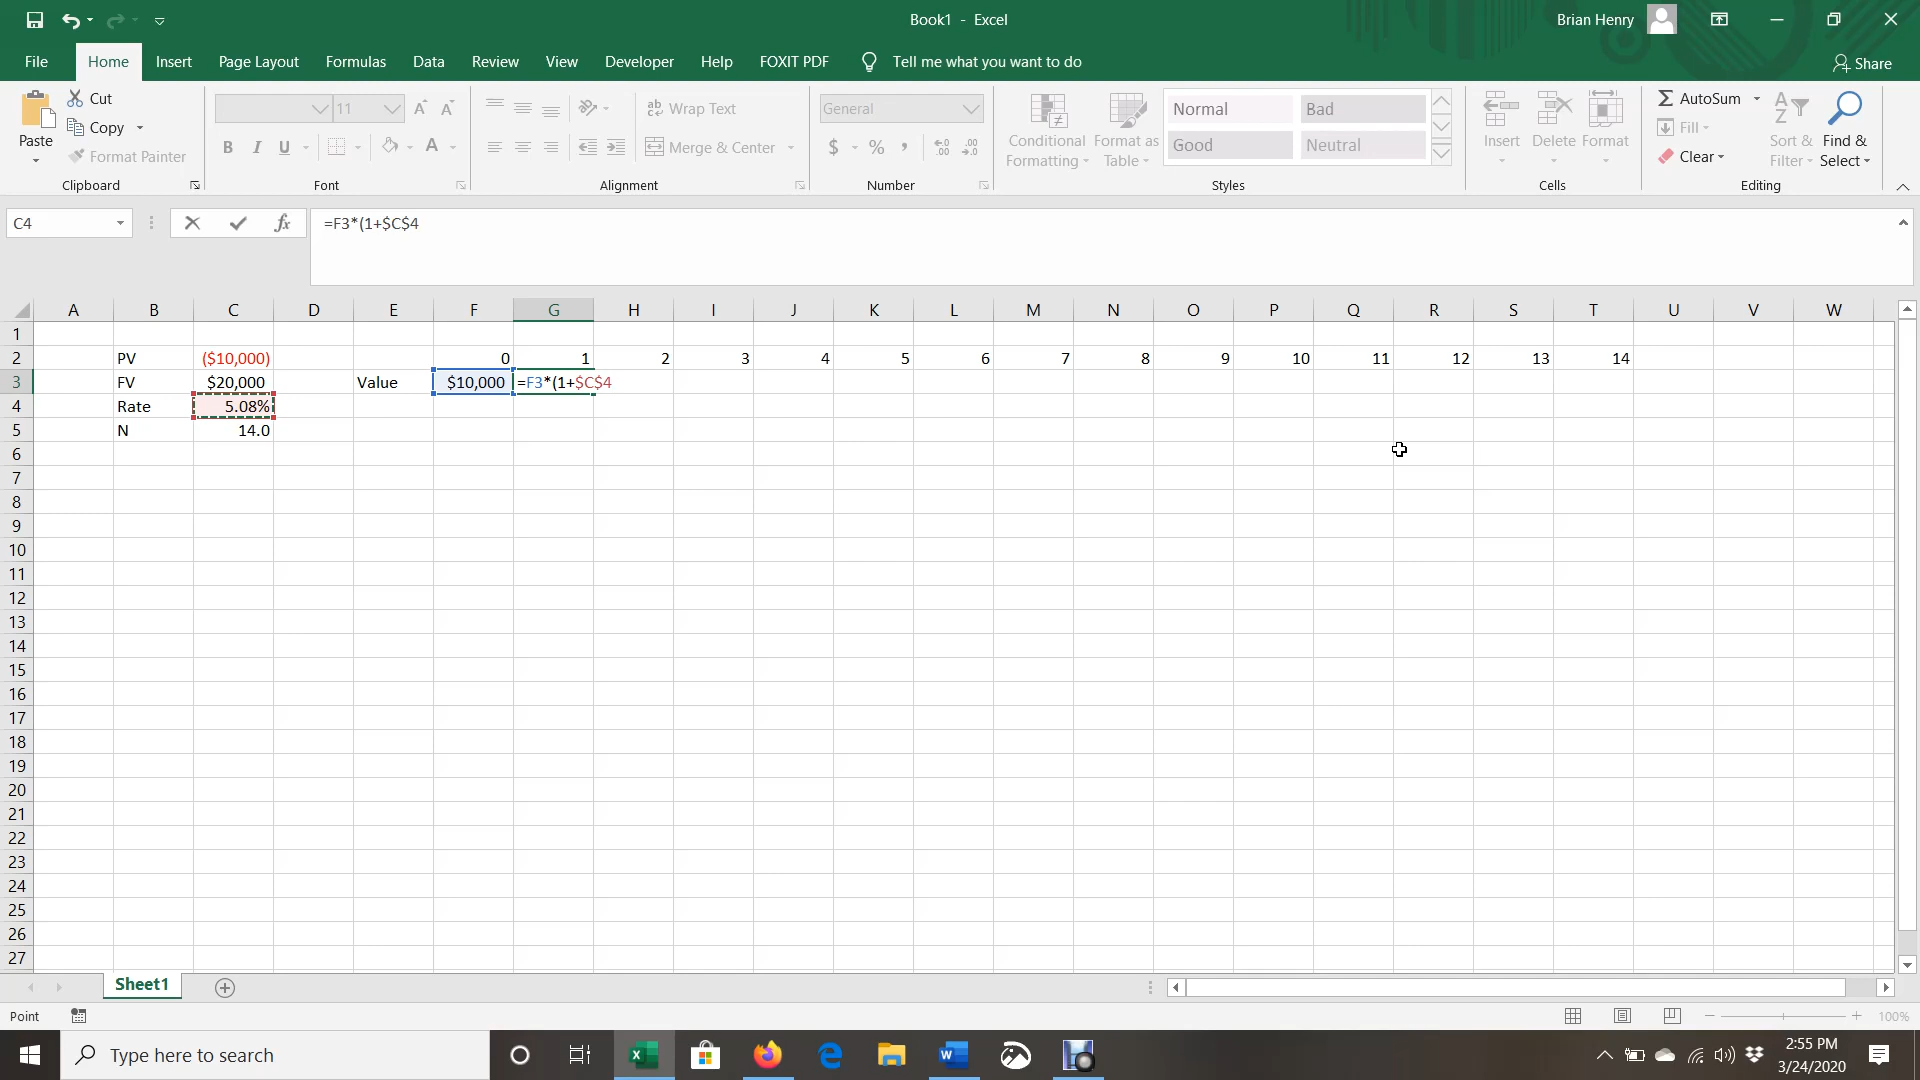 Book1 - Excel
Brian Henry
File Home Insert Page Layout Formulas Data Review View Developer Help FOXIT PDF Tell me what you want to do Share
Paste Cut
Copy
Format Painter
Clipboard
11
B I U A
Font
ab Wrap Text
Merge & Center
Alignment
General
$ % ,
Number
Conditional Formatting
Format as Table
Normal Bad
Good Neutral
Styles
Insert Delete Format
Cells
AutoSum
Fill
Clear
Sort & Filter
Find & Select
Editing
C4 fx =F3*(1+$C$4
A B C D E F G H I J K L M N O P Q R S T U V W
1
2 PV ($10,000) 0 1 2 3 4 5 6 7 8 9 10 11 12 13 14
3 FV $20,000 Value $10,000 =F3*(1+$C$4
4 Rate 5.08%
5 N 14.0
6
7
8
9
10
11
12
13
14
15
16
17
18
19
20
21
22
23
24
25
26
27
Sheet1
Point
100%
Type here to search
2:55 PM
3/24/2020